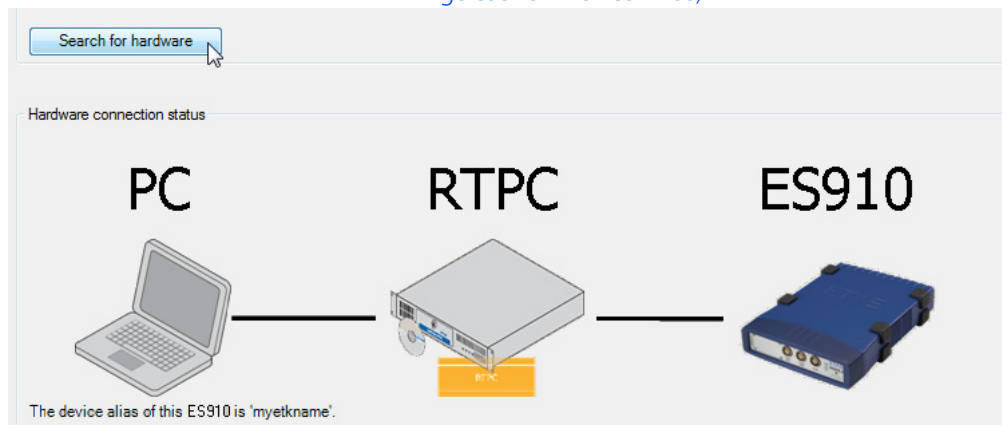 Search for hardware
Hardware connection status
PC
RTPC
ES910
RTPC
The device alias of this ES910 is 'myetkname'.